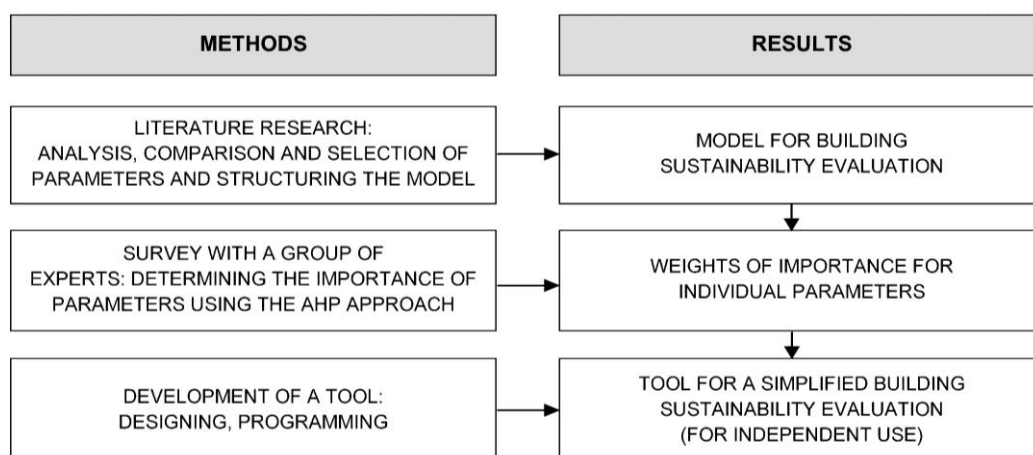 METHODS
RESULTS
LITERATURE RESEARCH:
ANALYSIS, COMPARISON AND SELECTION OF
PARAMETERS AND STRUCTURING THE MODEL
MODEL FOR BUILDING
SUSTAINABILITY EVALUATION
SURVEY WITH A GROUP OF
EXPERTS: DETERMINING THE IMPORTANCE OF
PARAMETERS USING THE AHP APPROACH
WEIGHTS OF IMPORTANCE FOR
INDIVIDUAL PARAMETERS
DEVELOPMENT OF A TOOL:
DESIGNING, PROGRAMMING
TOOL FOR A SIMPLIFIED BUILDING
SUSTAINABILITY EVALUATION
(FOR INDEPENDENT USE)